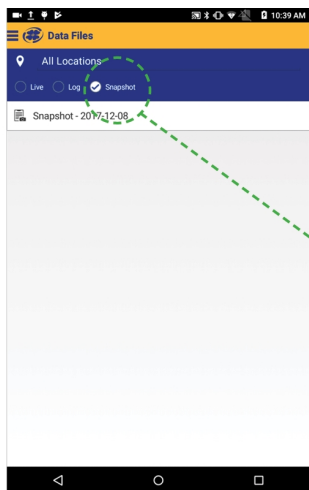 10:39 AM
Data Files
All Locations
Live Log Snapshot
Snapshot - 2017-12-08